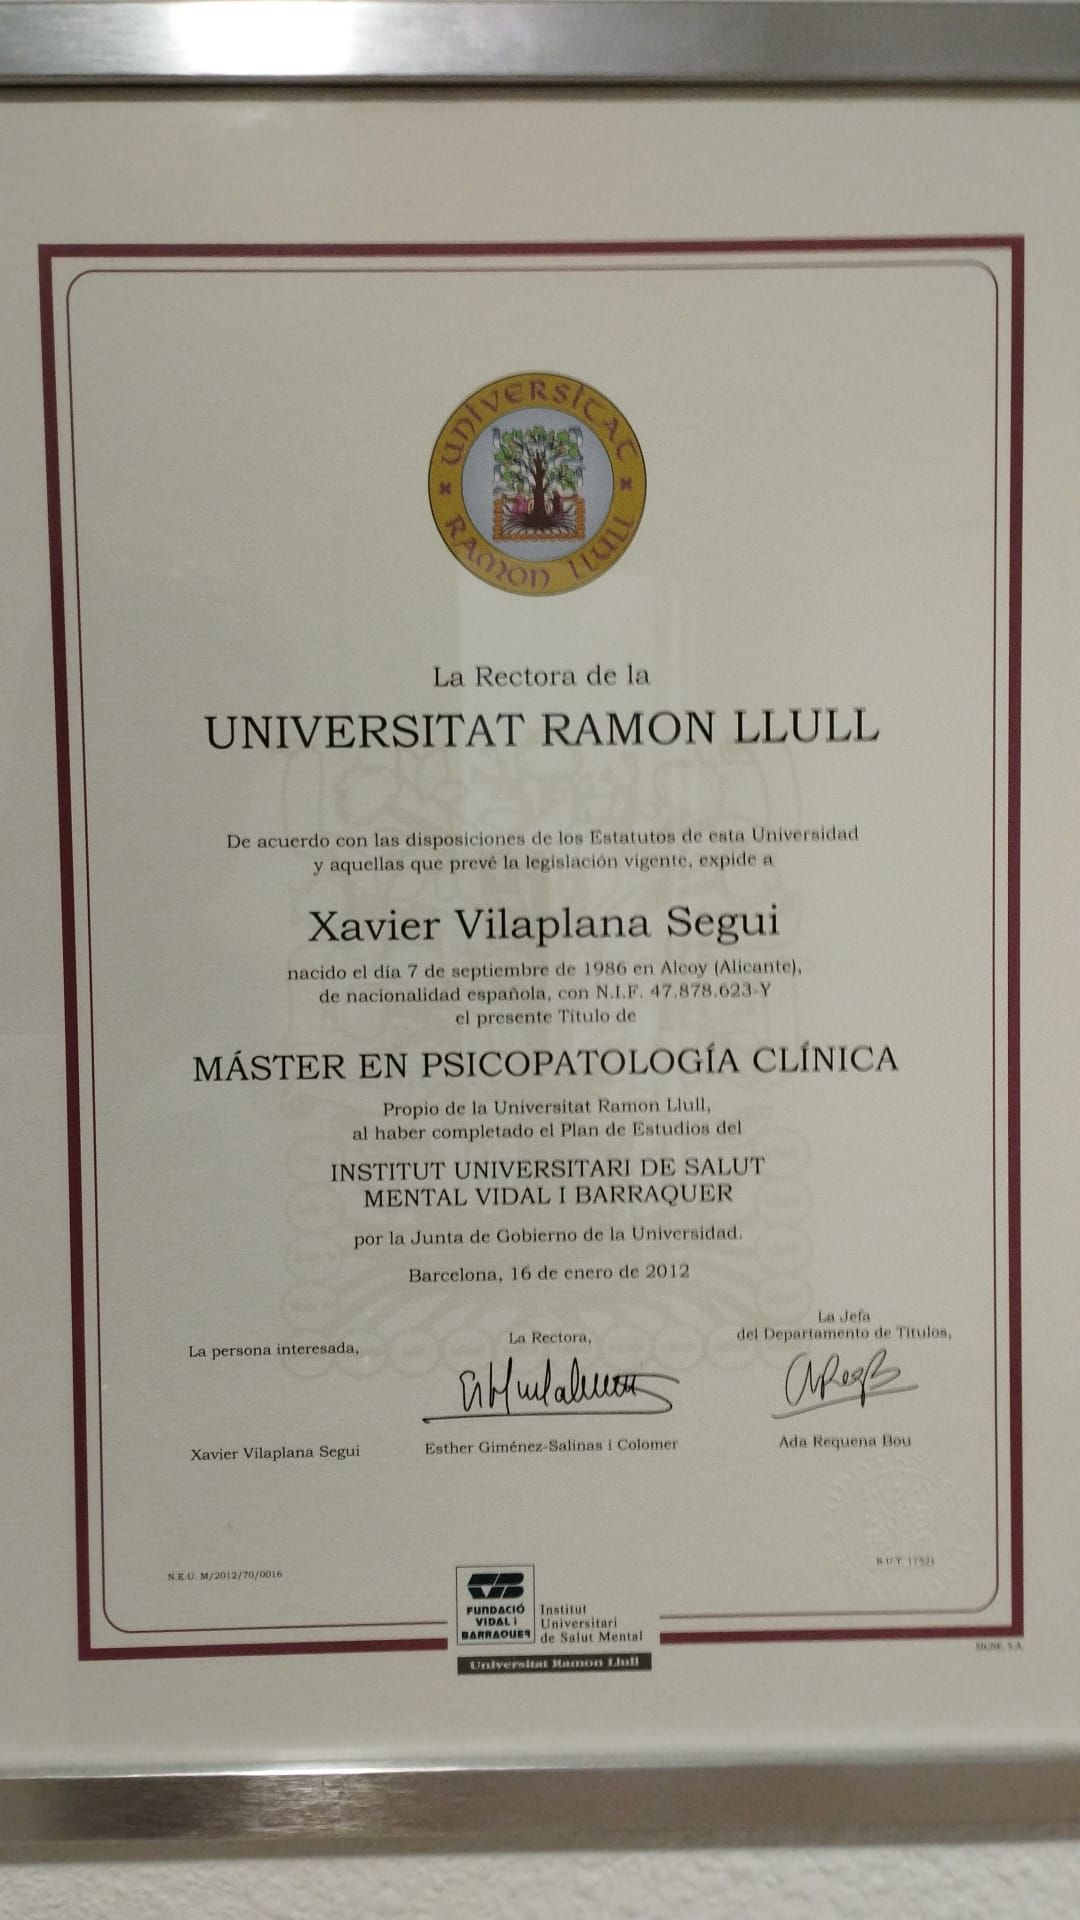 UNIVERSITAT RAMON LLULL
La Rectora de la
UNIVERSITAT RAMON LLULL
De acuerdo con las disposiciones de los Estatutos de esta Universidad
y aquellas que prevé la legislación vigente, expide a
Xavier Vilaplana Segui
nacido el día 7 de septiembre de 1986 en Alcoy (Alicante),
de nacionalidad española, con N.I.F. 47.878.623-Y
el presente Título de
MÁSTER EN PSICOPATOLOGÍA CLÍNICA
Propio de la Universitat Ramon Llull,
al haber completado el Plan de Estudios del
INSTITUT UNIVERSITARI DE SALUT
MENTAL VIDAL I BARRAQUER
por la Junta de Gobierno de la Universidad.
Barcelona, 16 de enero de 2012
La persona interesada,
La Rectora,
La Jefa
del Departamento de Títulos,
Xavier Vilaplana Segui
Esther Giménez-Salinas i Colomer
Ada Requena Bou
N.E.U. M/2012/70/0016
N.U.T. 17521
FUNDACIÓ
VIDAL i
BARRAQUER
Institut
Universitari
de Salut Mental
Universitat Ramon Llull
SIGNE, S.A.